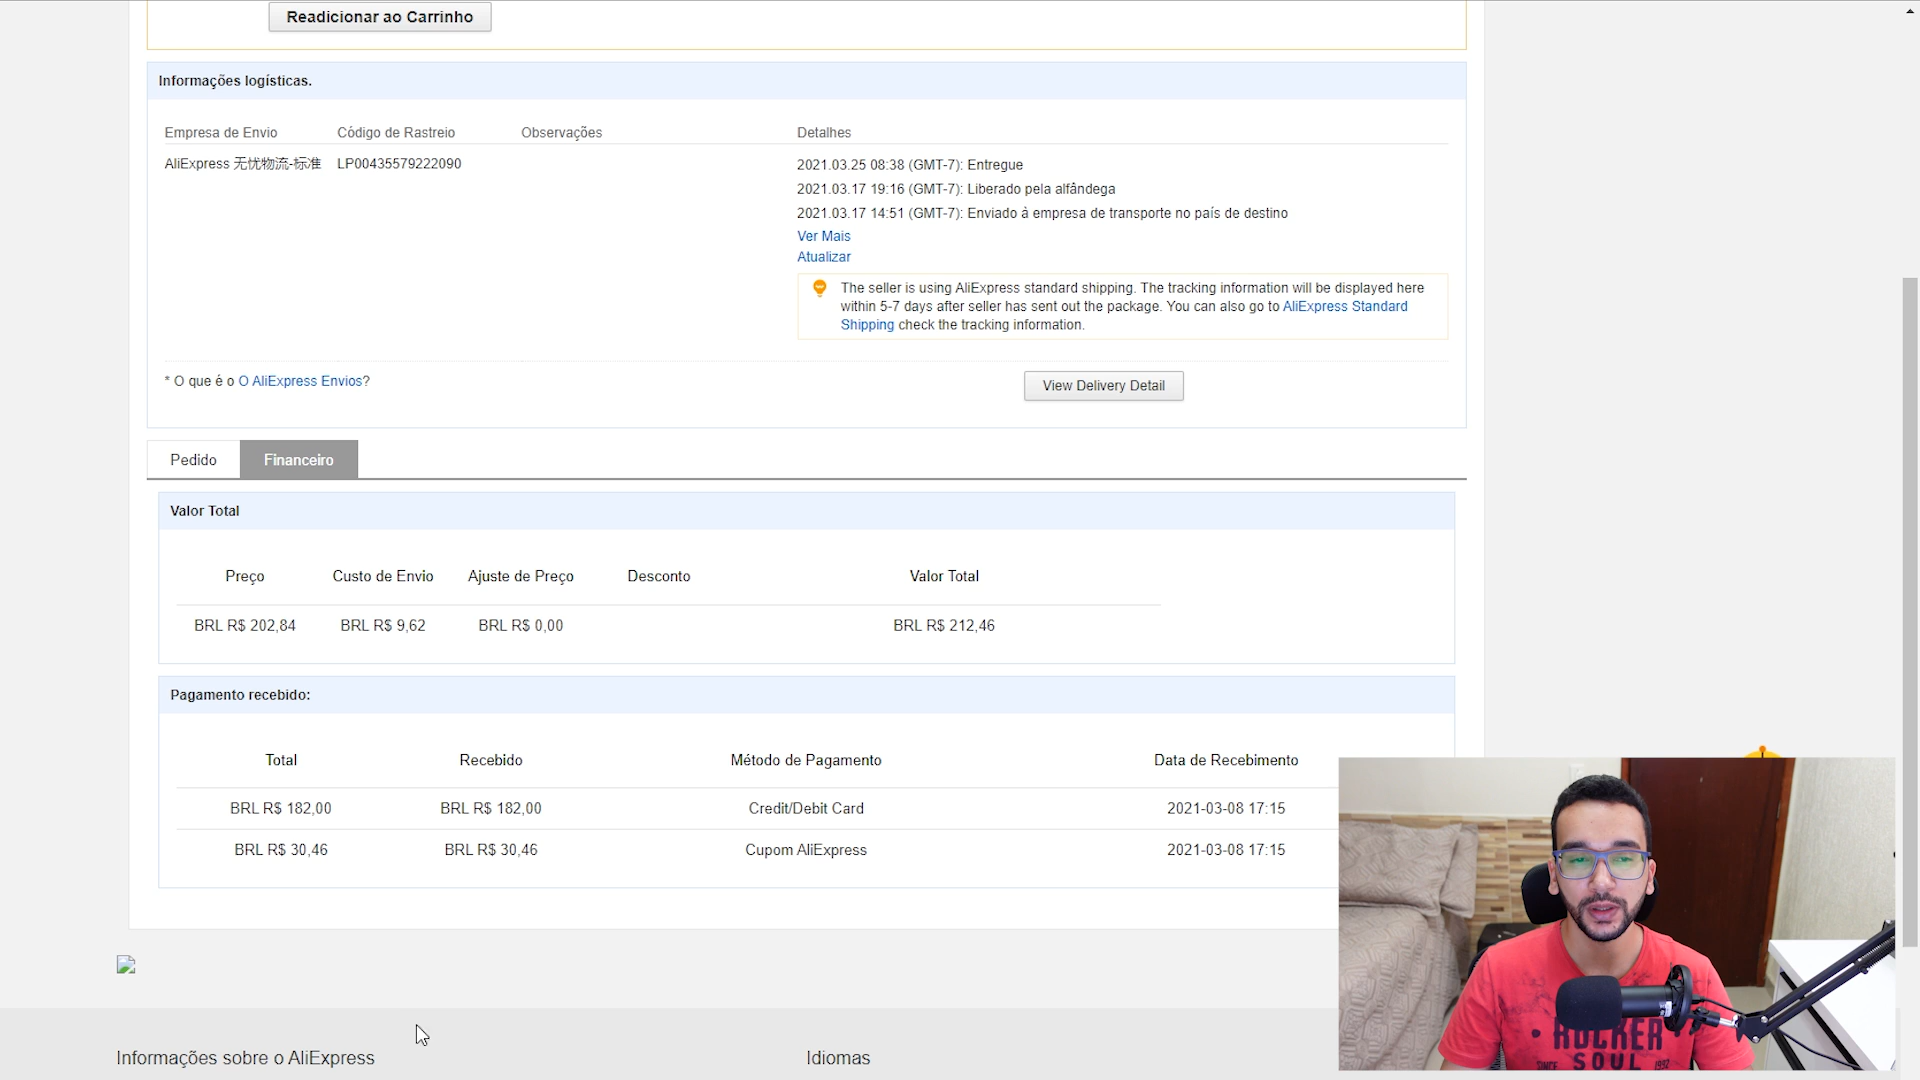 Readicionar ao Carrinho
Informações logísticas.
Empresa de Envio Código de Rastreio Observações Detalhes
AliExpress 无忧物流-标准 LP00435579222090
2021.03.25 08:38 (GMT-7): Entregue
2021.03.17 19:16 (GMT-7): Liberado pela alfândega
2021.03.17 14:51 (GMT-7): Enviado à empresa de transporte no país de destino
Ver Mais
Atualizar
The seller is using AliExpress standard shipping. The tracking information will be displayed here
within 5-7 days after seller has sent out the package. You can also go to AliExpress Standard
Shipping check the tracking information.
* O que é o O AliExpress Envios?
View Delivery Detail
Pedido Financeiro
Valor Total
Preço Custo de Envio Ajuste de Preço Desconto Valor Total
BRL R$ 202,84 BRL R$ 9,62 BRL R$ 0,00 BRL R$ 212,46
Pagamento recebido:
Total Recebido Método de Pagamento Data de Recebimento
BRL R$ 182,00 BRL R$ 182,00 Credit/Debit Card 2021-03-08 17:15
BRL R$ 30,46 BRL R$ 30,46 Cupom AliExpress 2021-03-08 17:15
Informações sobre o AliExpress Idiomas
ROCKER
SINCE SOUL 1972